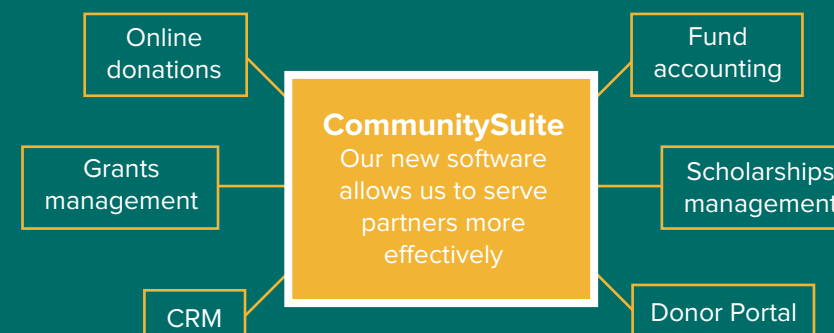 Online
donations
Fund
accounting
CommunitySuite
Our new software
allows us to serve
partners more
effectively
Grants
management
Scholarships
management
CRM
Donor Portal